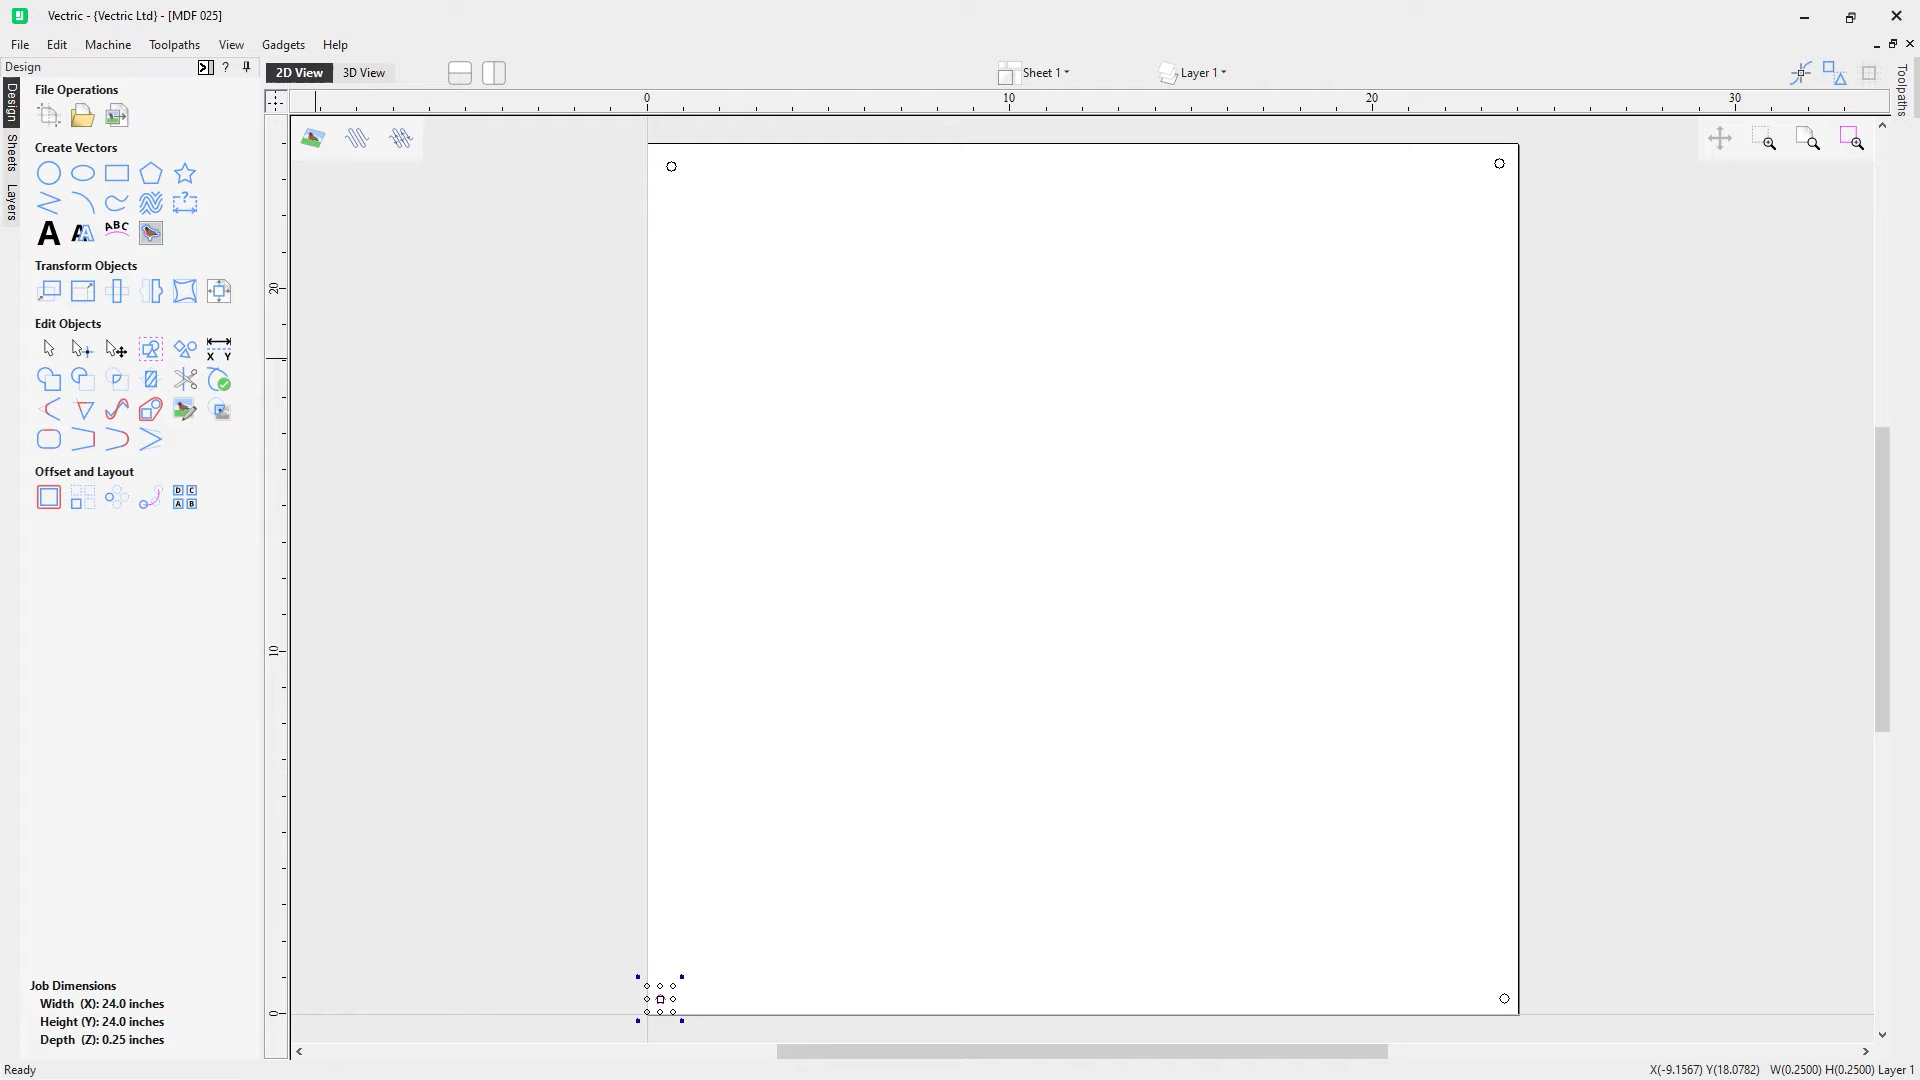 Vectric - {Vectric Ltd} - [MDF 025]
File Edit Machine Toolpaths View Gadgets Help
Design ?
2D View 3D View Sheet 1 Layer 1
Toolpaths
Design
Sheets
Layers
File Operations
0 10 20 30
Create Vectors
A A ABC
Transform Objects
20
Edit Objects
X Y
Offset and Layout
D C
A B
10
0
Job Dimensions
Width (X): 24.0 inches
Height (Y): 24.0 inches
Depth (Z): 0.25 inches
Ready X(-9.1567) Y(18.0782) W(0.2500) H(0.2500) Layer 1